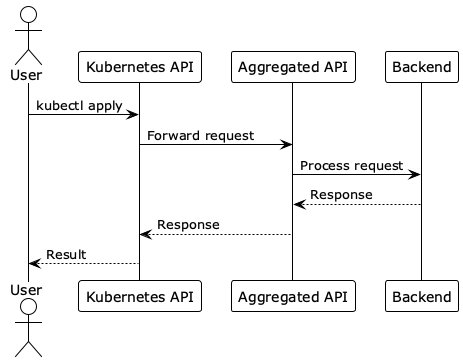 User
Kubernetes API
Aggregated API
Backend
kubectl apply
Forward request
Process request
Response
Response
Result
User
Kubernetes API
Aggregated API
Backend